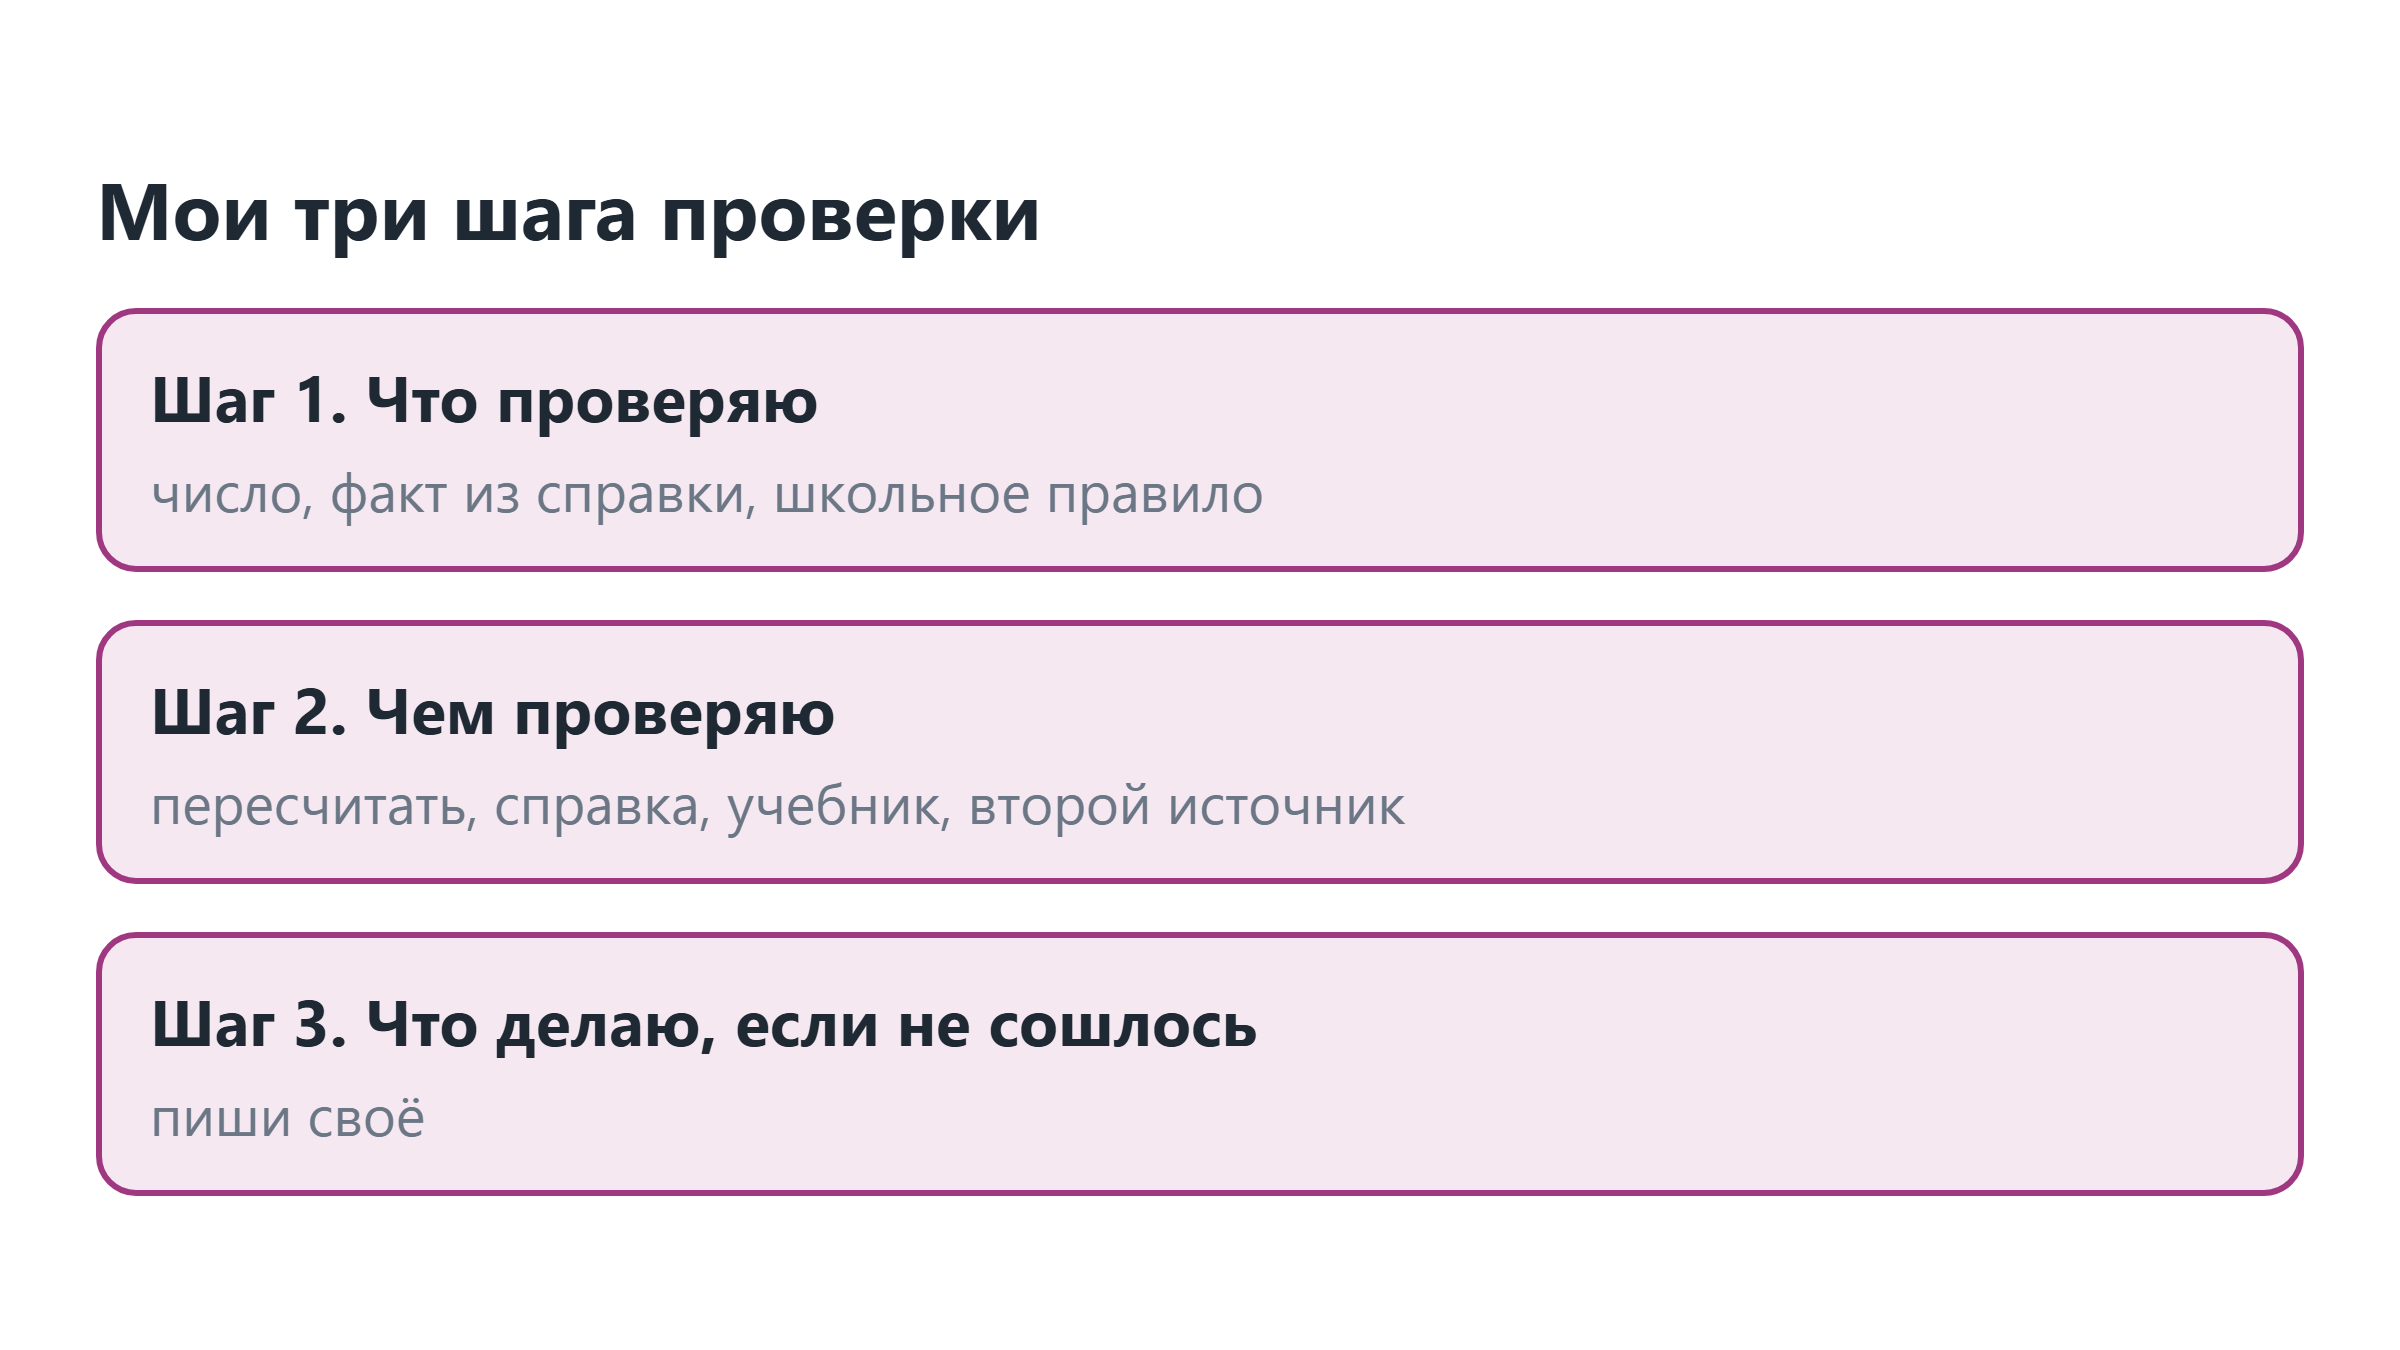 Мои три шага проверки
Шаг 1. Что проверяю
число, факт из справки, школьное правило
Шаг 2. Чем проверяю
пересчитать, справка, учебник, второй источник
Шаг 3. Что делаю, если не сошлось
пиши своё